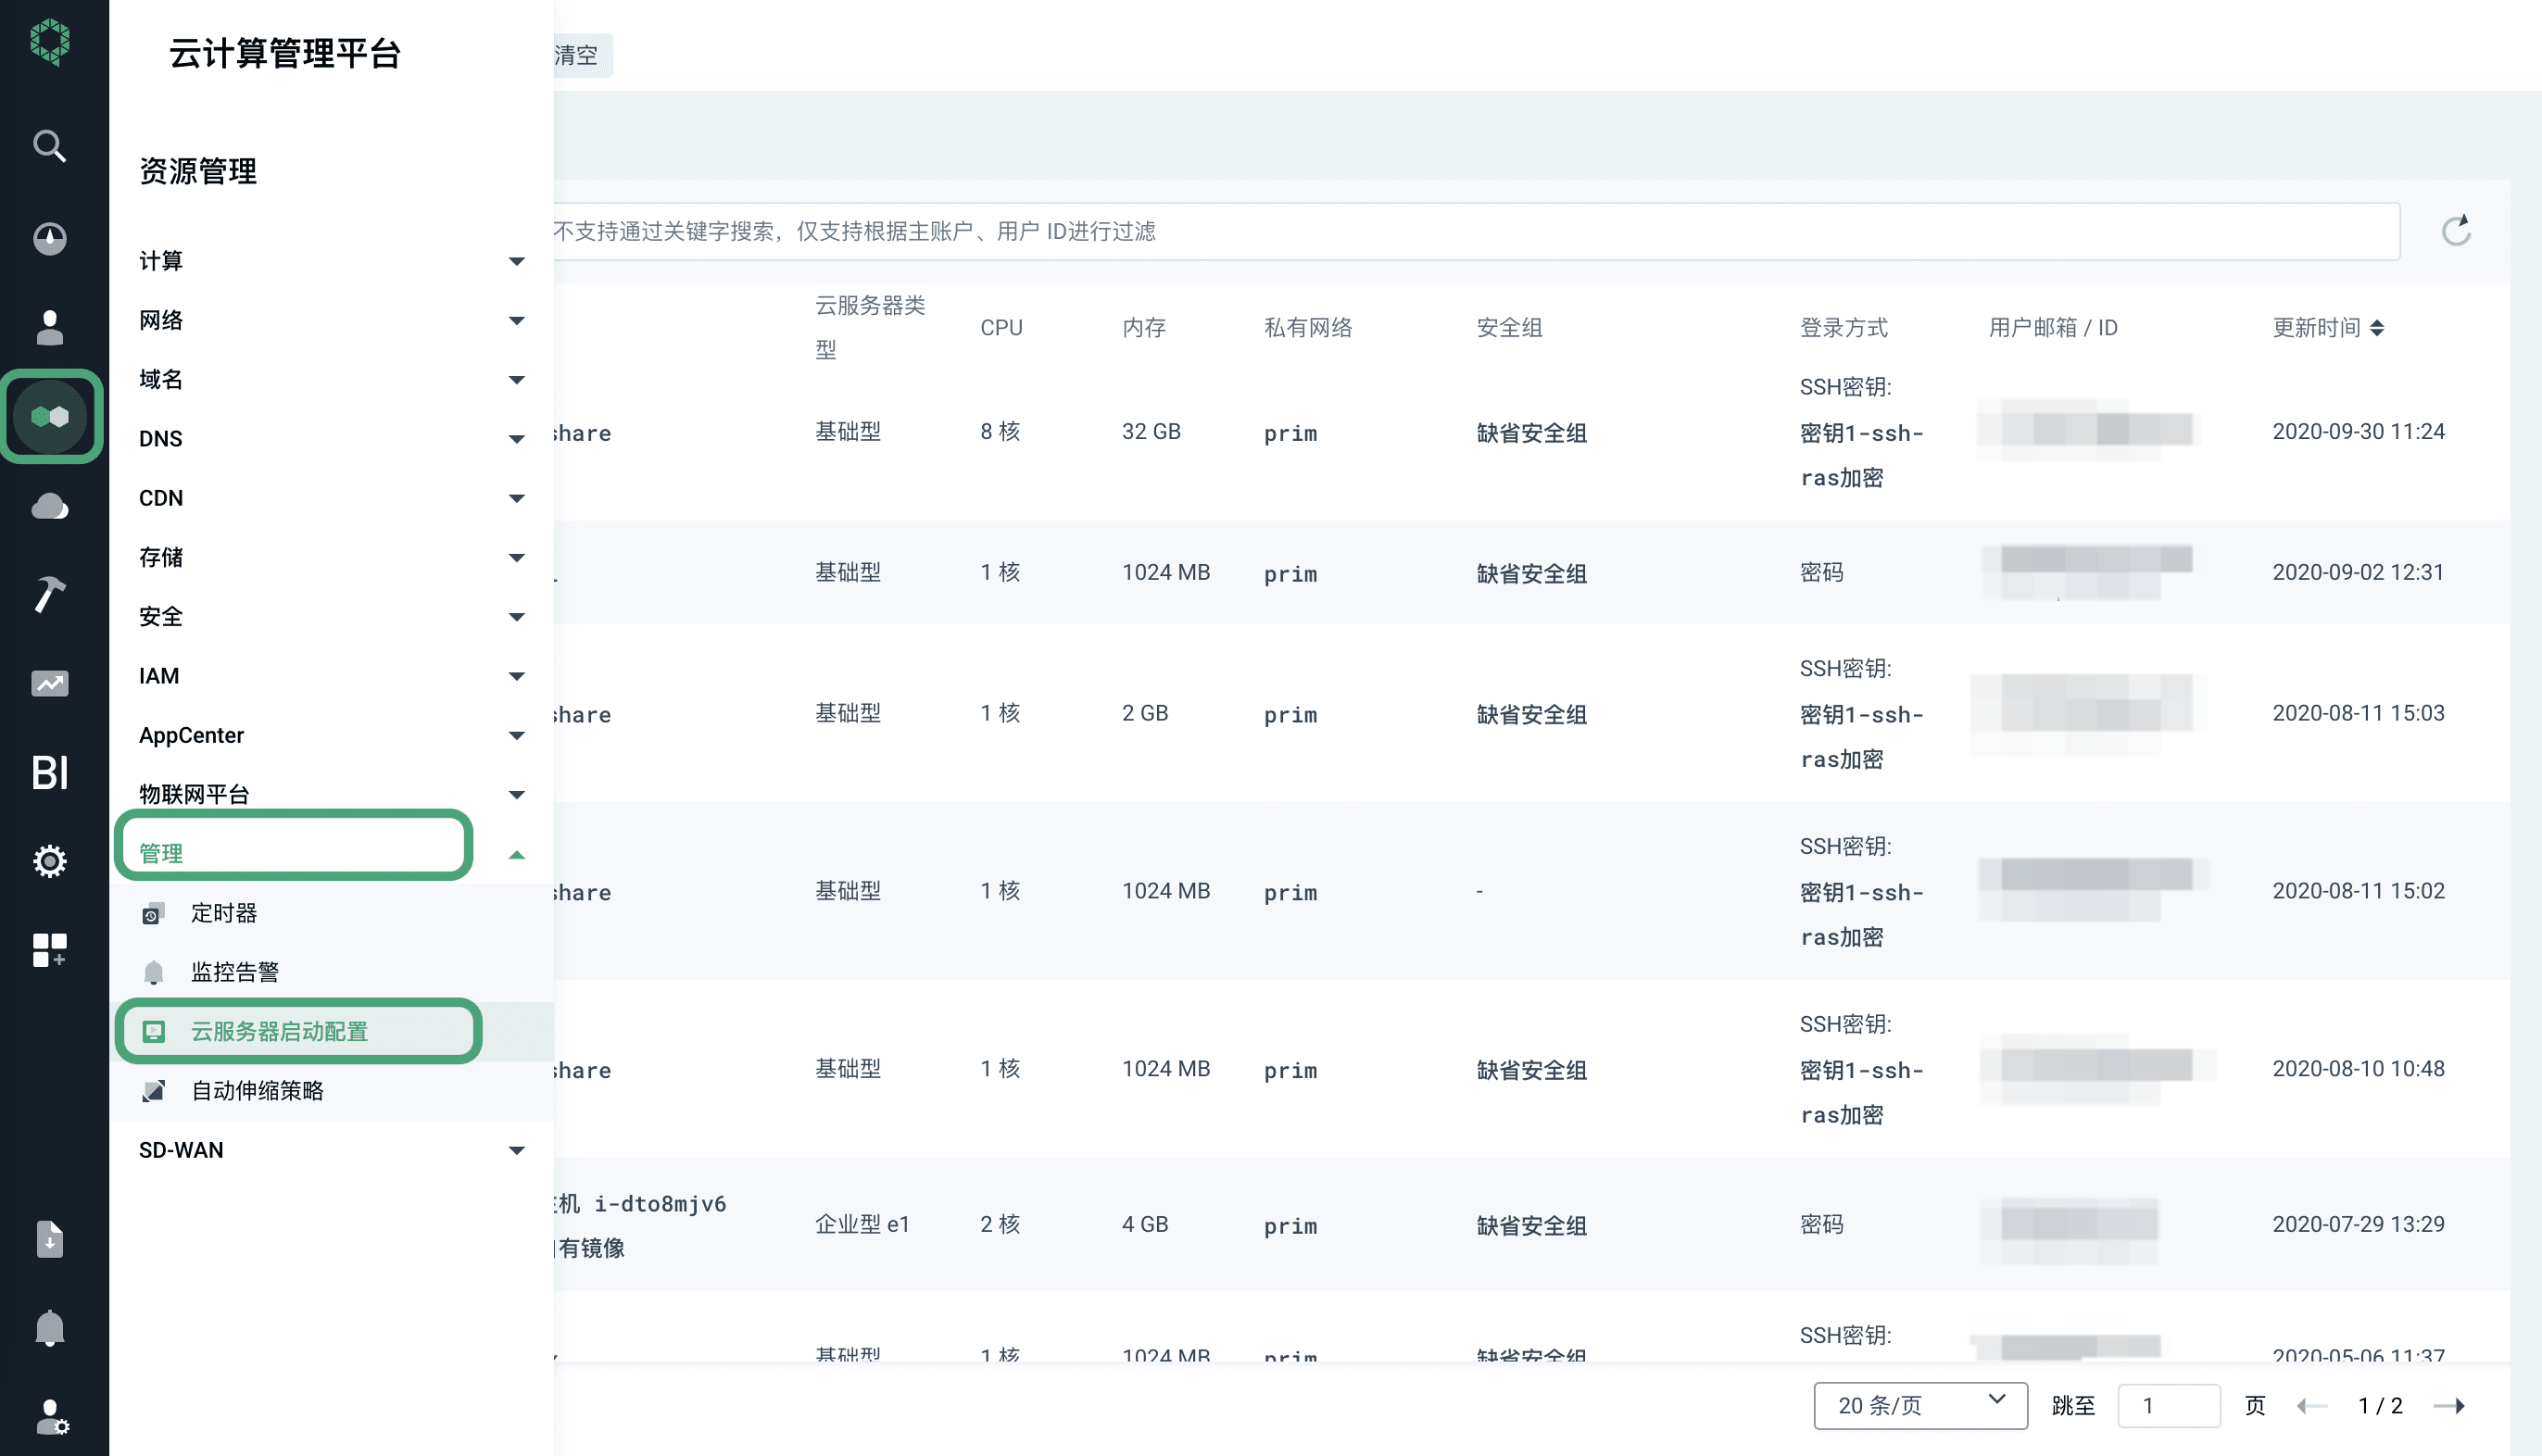 云计算管理平台
资源管理
计算
网络
域名
DNS
CDN
存储
安全
IAM
AppCenter
物联网平台
管理
定时器
监控告警
云服务器启动配置
自动伸缩策略
SD-WAN
BI
清空
不支持通过关键字搜索，仅支持根据主账户、用户 ID进行过滤
云服务器类
型
CPU
内存
私有网络
安全组
登录方式
用户邮箱 / ID
更新时间
share
基础型
8 核
32 GB
prim
缺省安全组
SSH密钥:
密钥1-ssh-
ras加密
2020-09-30 11:24
基础型
1 核
1024 MB
prim
缺省安全组
密码
2020-09-02 12:31
share
基础型
1 核
2 GB
prim
缺省安全组
SSH密钥:
密钥1-ssh-
ras加密
2020-08-11 15:03
share
基础型
1 核
1024 MB
prim
-
SSH密钥:
密钥1-ssh-
ras加密
2020-08-11 15:02
share
基础型
1 核
1024 MB
prim
缺省安全组
SSH密钥:
密钥1-ssh-
ras加密
2020-08-10 10:48
机 i-dto8mjv6
有镜像
企业型 e1
2 核
4 GB
prim
缺省安全组
密码
2020-07-29 13:29
基础型
1 核
1024 MB
prim
缺省安全组
SSH密钥:
2020-05-06 11:37
20 条/页
跳至
1
页
1 / 2